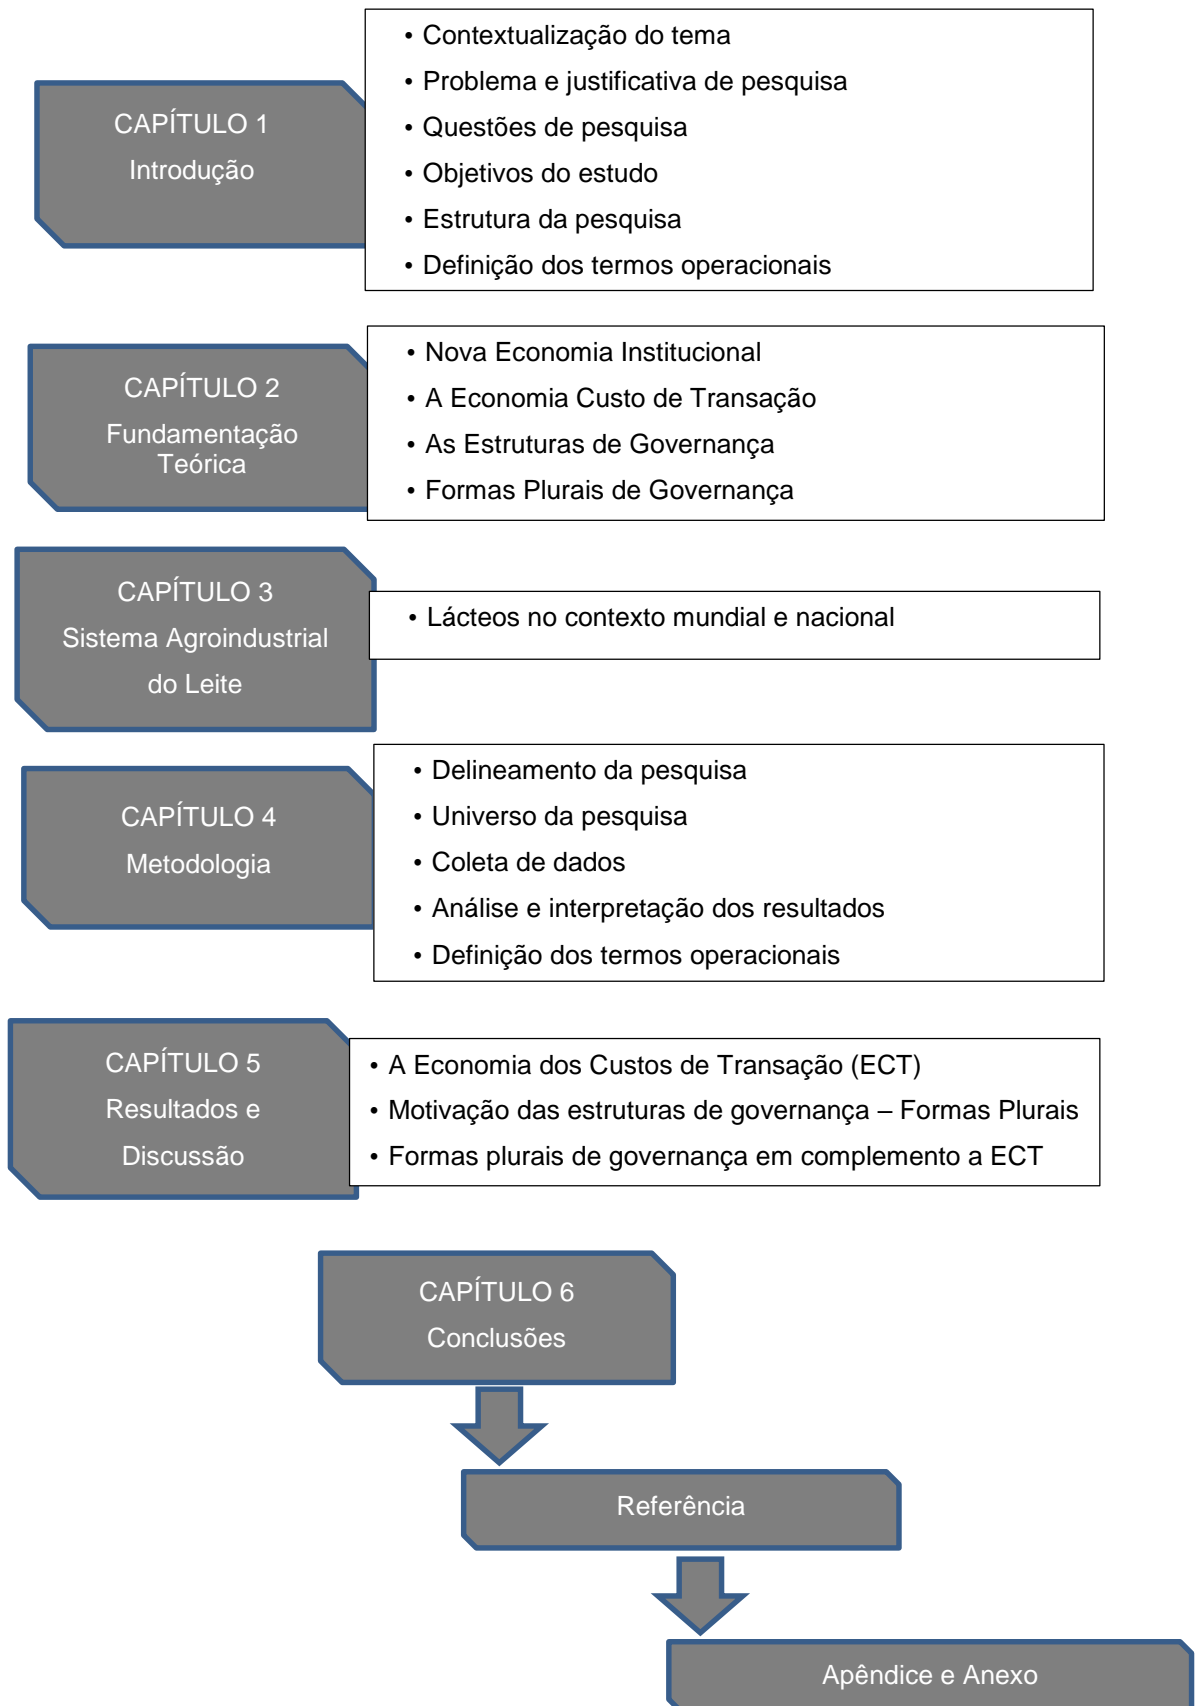 CAPÍTULO 1
Introdução
• Contextualização do tema
• Problema e justificativa de pesquisa
• Questões de pesquisa
• Objetivos do estudo
• Estrutura da pesquisa
• Definição dos termos operacionais
CAPÍTULO 2
Fundamentação
Teórica
• Nova Economia Institucional
• A Economia Custo de Transação
• As Estruturas de Governança
• Formas Plurais de Governança
CAPÍTULO 3
Sistema Agroindustrial
do Leite
• Lácteos no contexto mundial e nacional
CAPÍTULO 4
Metodologia
• Delineamento da pesquisa
• Universo da pesquisa
• Coleta de dados
• Análise e interpretação dos resultados
• Definição dos termos operacionais
CAPÍTULO 5
Resultados e
Discussão
• A Economia dos Custos de Transação (ECT)
• Motivação das estruturas de governança – Formas Plurais
• Formas plurais de governança em complemento a ECT
CAPÍTULO 6
Conclusões
Referência
Apêndice e Anexo